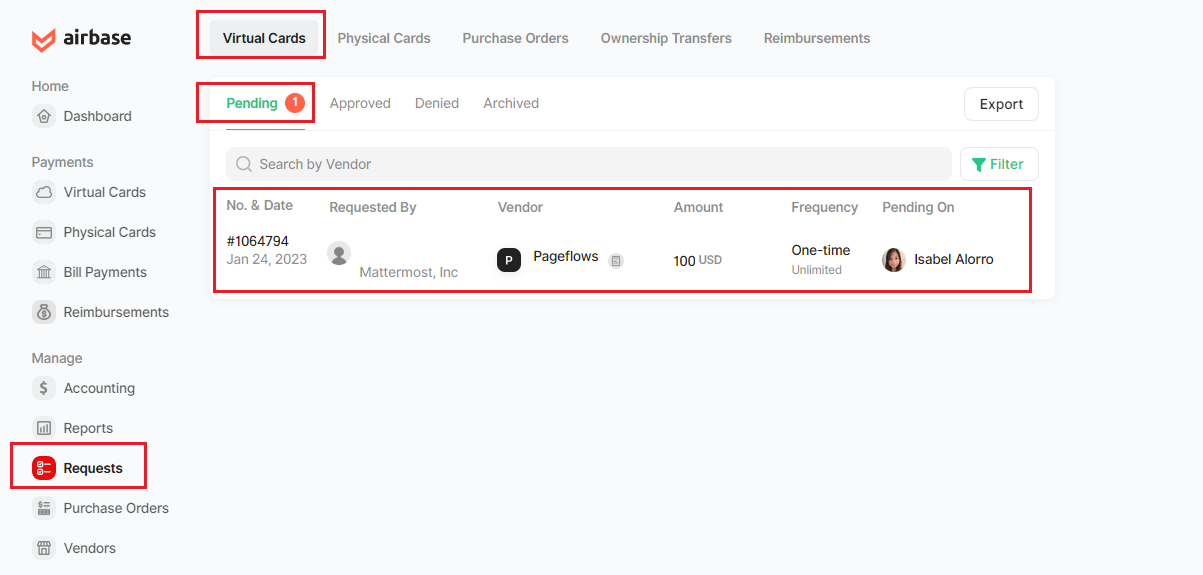 airbase
Home
Dashboard
Payments
Virtual Cards
Physical Cards
Bill Payments
Reimbursements
Manage
$ Accounting
Reports
Requests
Purchase Orders
Vendors
Virtual Cards Physical Cards Purchase Orders Ownership Transfers Reimbursements
Pending 1 Approved Denied Archived Export
Search by Vendor Filter
No. & Date Requested By Vendor Amount Frequency Pending On
#1064794 P Pageflows 100 USD One-time Isabel Alorro
Jan 24, 2023 Mattermost, Inc Unlimited